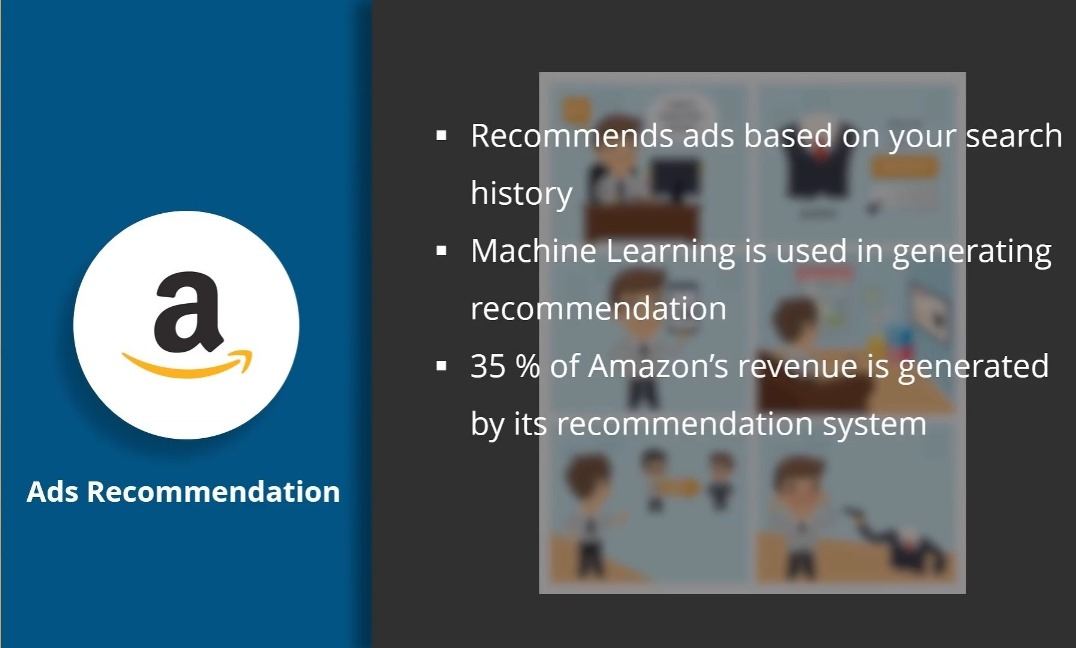 Recommends ads based on your search
history
Machine Learning is used in generating
recommendation
35 % of Amazon’s revenue is generated
by its recommendation system
a
Ads Recommendation